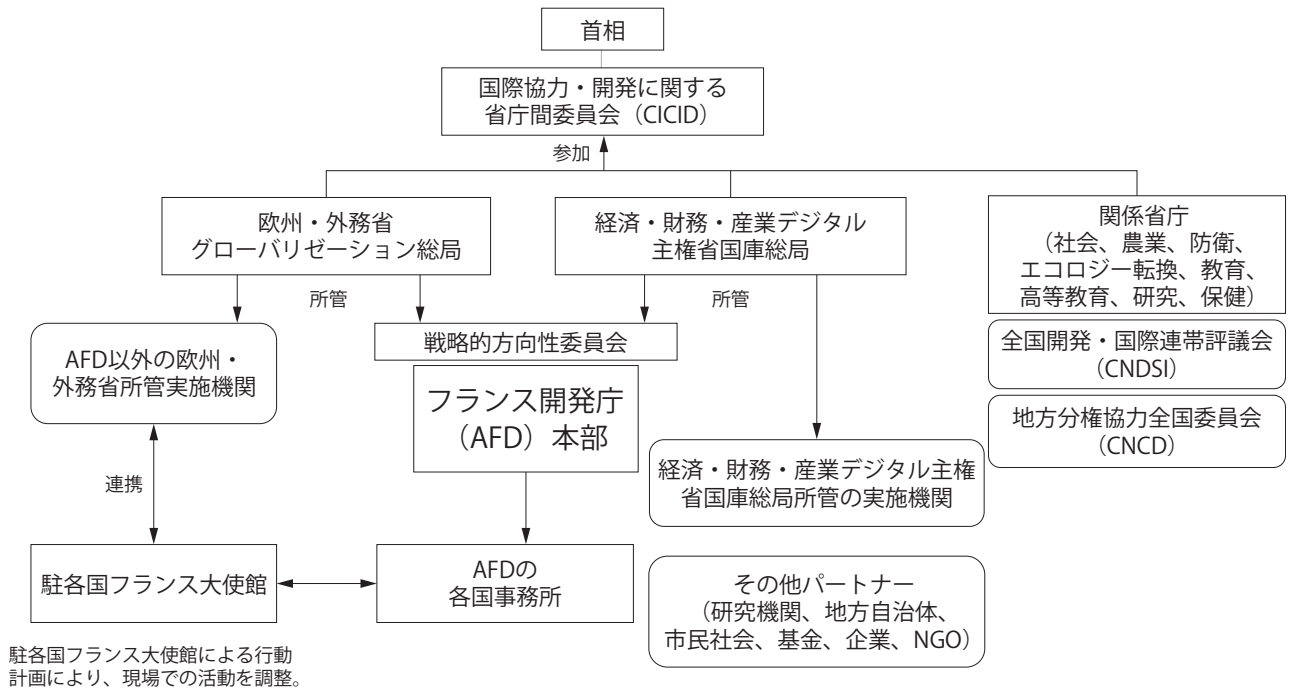 首相
国際協力・開発に関する
省庁間委員会(CICID)
参加
欧州・外務省
グローバリゼーション総局
経済・財務・産業デジタル
主権省国庫総局
関係省庁
(社会、農業、防衛、
エコロジー転換、教育、
高等教育、研究、保健)
所管
所管
AFD以外の欧州・
外務省所管実施機関
戦略的方向性委員会
フランス開発庁
(AFD)本部
全国開発・国際連帯評議会
(CNDSI)
地方分権協力全国委員会
(CNCD)
経済・財務・産業デジタル主権
省国庫総局所管の実施機関
連携
駐各国フランス大使館
AFDの
各国事務所
その他パートナー
(研究機関、地方自治体、
市民社会、基金、企業、NGO)
駐各国フランス大使館による行動
計画により、現場での活動を調整。